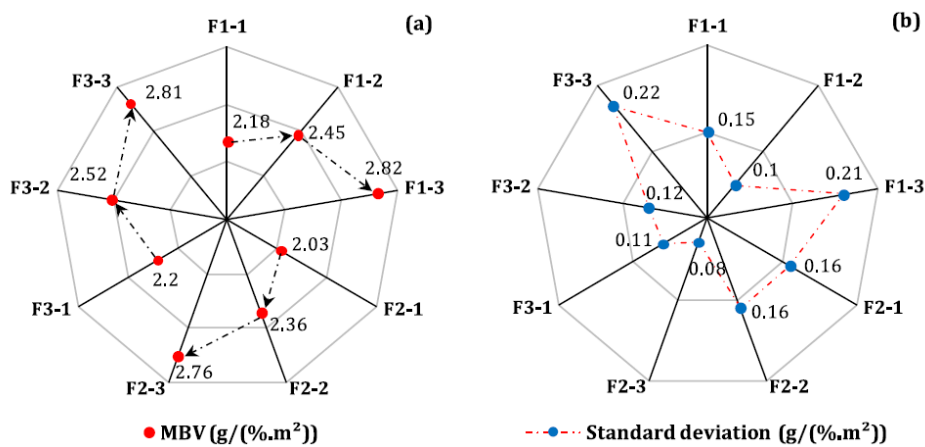 (a)
F1-1
F1-2
F1-3
F2-1
F2-2
F2-3
F3-1
F3-2
F3-3
2.18
2.45
2.82
2.03
2.36
2.76
2.2
2.52
2.81
MBV (g/(%.m²))
(b)
F1-1
F1-2
F1-3
F2-1
F2-2
F2-3
F3-1
F3-2
F3-3
0.15
0.1
0.21
0.16
0.16
0.08
0.11
0.12
0.22
Standard deviation (g/(%.m²))